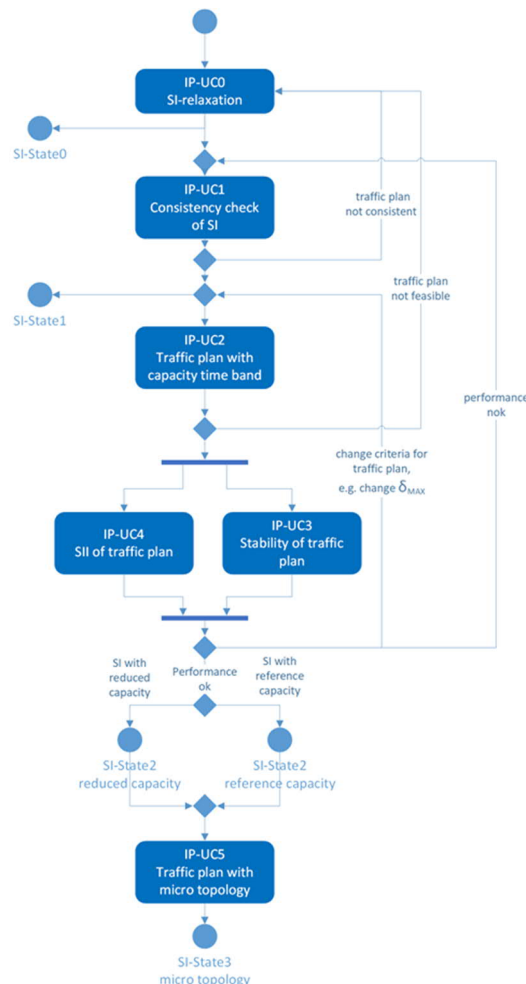 IP-UC0
SI-relaxation
SI-State0
IP-UC1
Consistency check
of SI
traffic plan
not consistent
traffic plan
not feasible
SI-State1
IP-UC2
Traffic plan with
capacity time band
performance
nok
change criteria for
traffic plan,
e.g. change δMAX
IP-UC4
SII of traffic plan
IP-UC3
Stability of traffic
plan
SI with
reduced
capacity
Performance
ok
SI with
reference
capacity
SI-State2
reduced capacity
SI-State2
reference capacity
IP-UC5
Traffic plan with
micro topology
SI-State3
micro topology